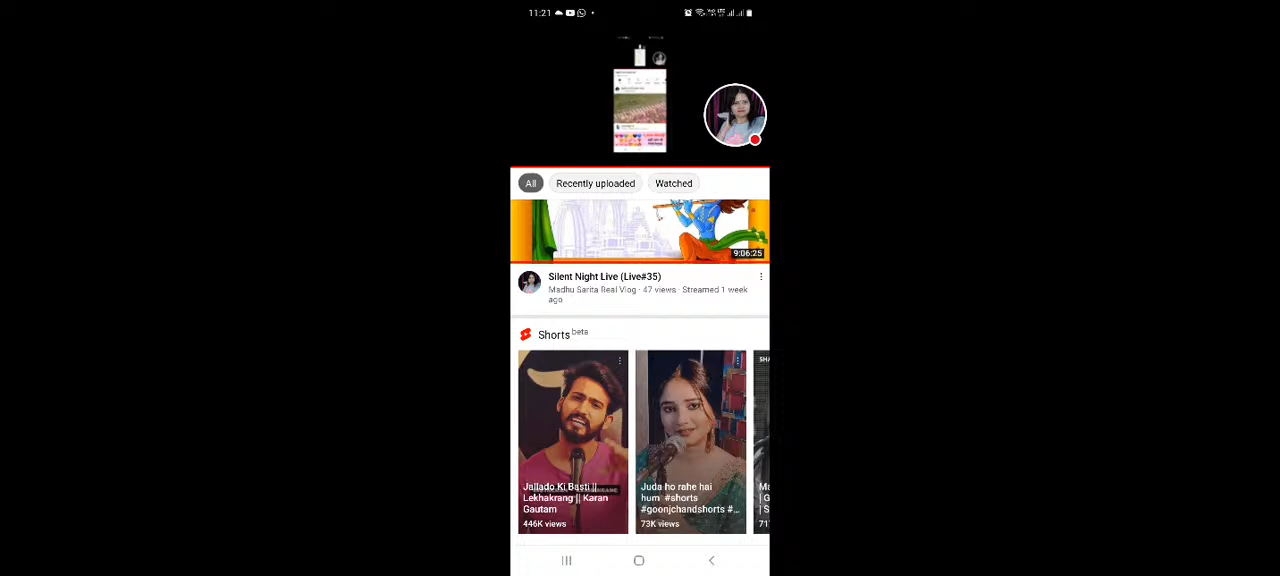 11:21
All
Recently uploaded
Watched
9:06:25
Silent Night Live (Live#35)
Madhu Sarita Real Vlog · 47 views · Streamed 1 week
ago
Shorts beta
Jallado Ki Basti ||
Lekhakrang || Karan
Gautam
446K views
Juda ho rahe hai
hum #shorts
#goonjchandshorts #...
73K views